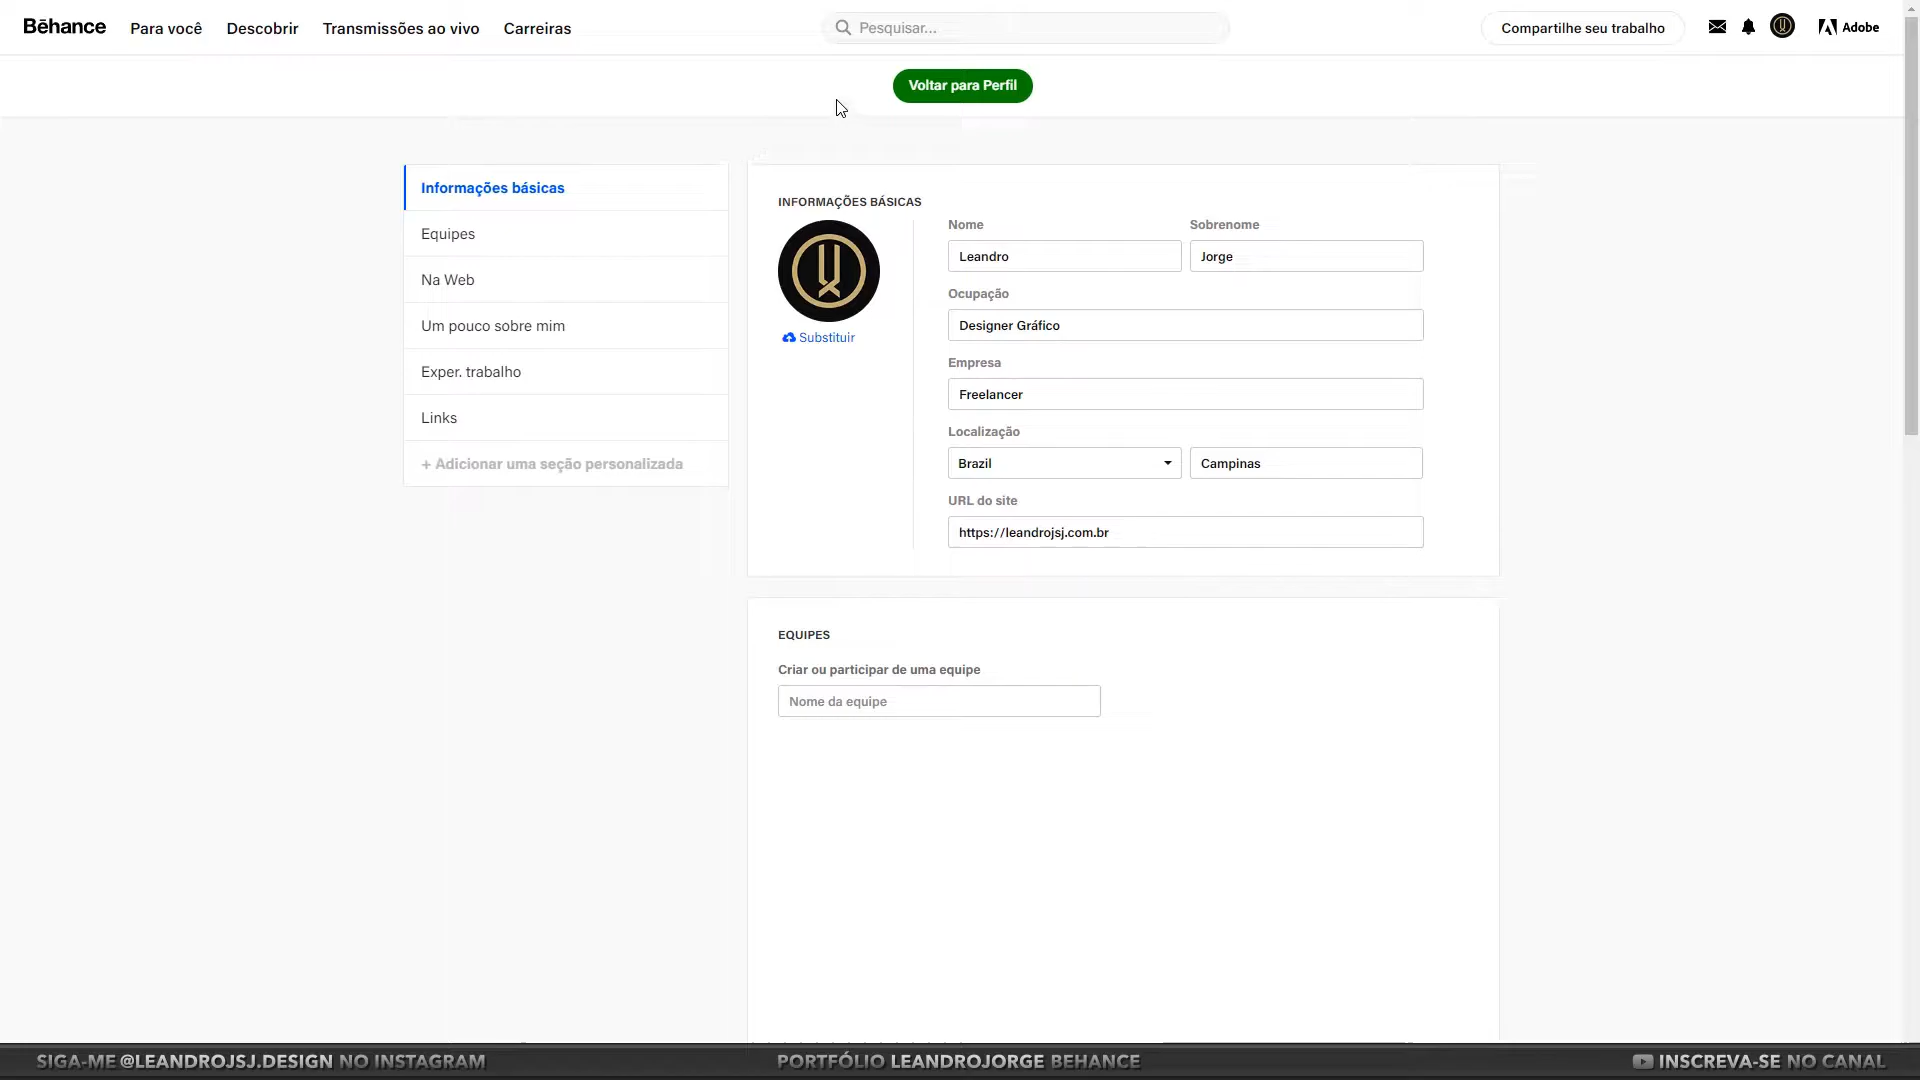 Bēhance
Para você
Descobrir
Transmissões ao vivo
Carreiras
Pesquisar...
Compartilhe seu trabalho
Adobe
Voltar para Perfil
Informações básicas
Equipes
Na Web
Um pouco sobre mim
Exper. trabalho
Links
+ Adicionar uma seção personalizada
INFORMAÇÕES BÁSICAS
Substituir
Nome
Sobrenome
Leandro
Jorge
Ocupação
Designer Gráfico
Empresa
Freelancer
Localização
Brazil
Campinas
URL do site
https://leandrojsj.com.br
EQUIPES
Criar ou participar de uma equipe
Nome da equipe
SIGA-ME @LEANDROJSJ.DESIGN NO INSTAGRAM
PORTFÓLIO LEANDROJORGE BEHANCE
INSCREVA-SE NO CANAL